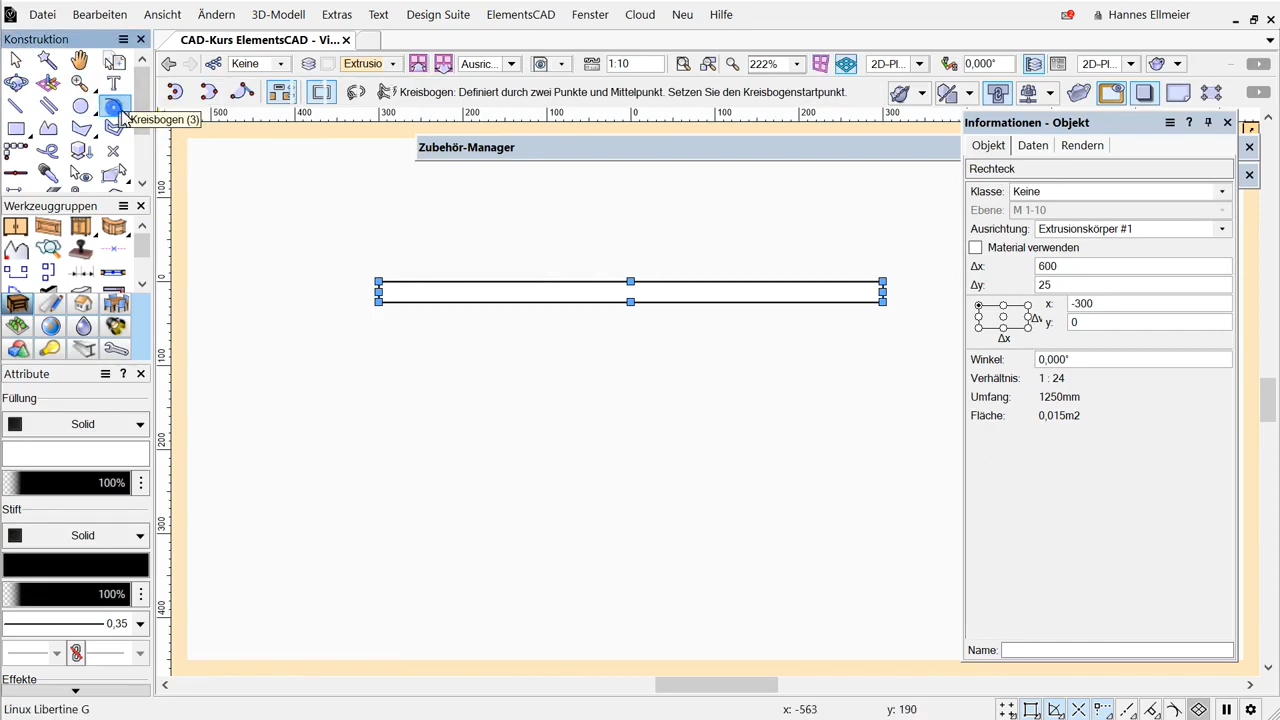 Datei Bearbeiten Ansicht Ändern 3D-Modell Extras Text Design Suite ElementsCAD Fenster Cloud Neu Hilfe Hannes Ellmeier
Konstruktion
CAD-Kurs ElementsCAD - Vi...
Keine Extrusio Ausric... 1:10 222% 2D-Pl 0,000° 2D-Pl
Kreisbogen: Definiert durch zwei Punkte und Mittelpunkt. Setzen Sie den Kreisbogenstartpunkt.
Kreisbogen (3)
500 400 300 200 100 0 100 200 300
Informationen - Objekt
Zubehör-Manager
Objekt Daten Rendern
Rechteck
Klasse: Keine
Ebene: M 1-10
Ausrichtung: Extrusionskörper #1
Material verwenden
Δx: 600
Δy: 25
x: -300
y: 0
Δy
Δx
Winkel: 0,000°
Verhältnis: 1 : 24
Umfang: 1250mm
Fläche: 0,015m2
Name:
Werkzeuggruppen
100
0
100
200
300
400
Attribute
Füllung
Solid
100%
Stift
Solid
100%
0,35
Effekte
Linux Libertine G x: -563 y: 190